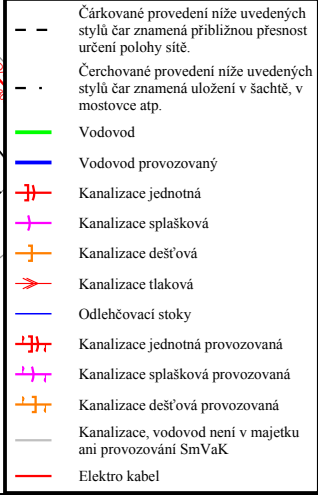 Čárkované provedení níže uvedených
stylů čar znamená přibližnou přesnost
určení polohy sítě.
Čerchované provedení níže uvedených
stylů čar znamená uložení v šachtě, v
mostovce atp.
Vodovod
Vodovod provozovaný
Kanalizace jednotná
Kanalizace splašková
Kanalizace dešťová
Kanalizace tlaková
Odlehčovací stoky
Kanalizace jednotná provozovaná
Kanalizace splašková provozovaná
Kanalizace dešťová provozovaná
Kanalizace, vodovod není v majetku
ani provozování SmVaK
Elektro kabel